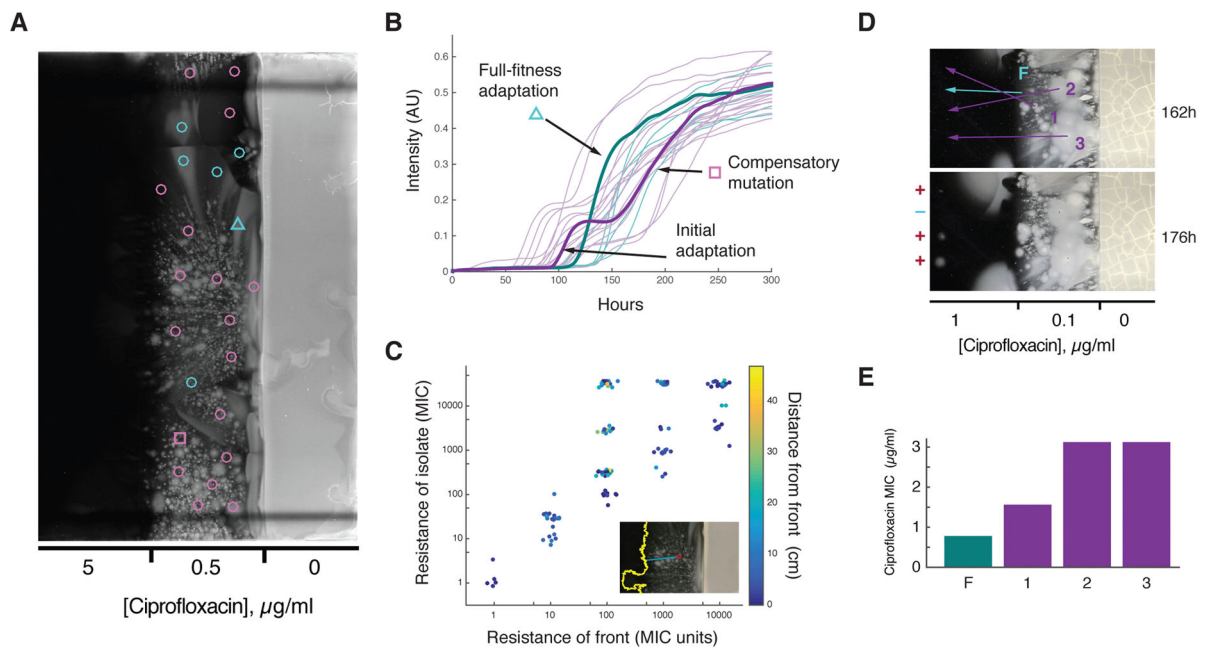 A
5
0.5
0
[Ciprofloxacin], µg/ml
B
Intensity (AU)
0.6
0.5
0.4
0.3
0.2
0.1
0
0
50
100
150
200
250
300
Hours
Full-fitness
adaptation
Compensatory
mutation
Initial
adaptation
C
Resistance of isolate (MIC)
10000
1000
100
10
1
1
10
100
1000
10000
Resistance of front (MIC units)
40
30
20
10
0
Distance from front (cm)
D
F
2
1
3
162h
+
–
+
+
176h
1
0.1
0
[Ciprofloxacin], µg/ml
E
Ciprofloxacin MIC (µg/ml)
3
2
1
0
F
1
2
3